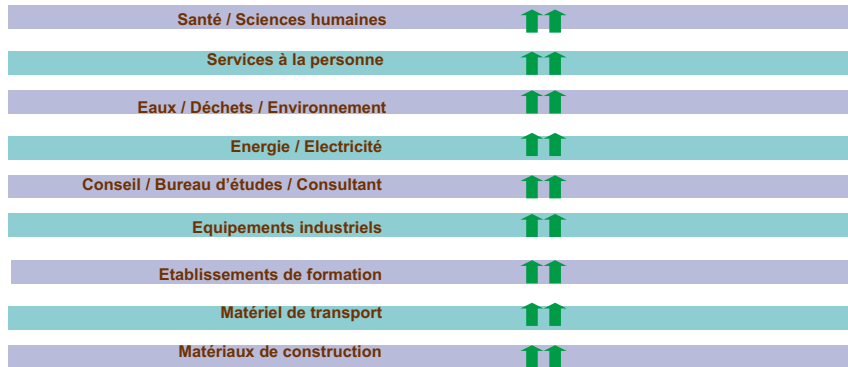 Santé / Sciences humaines
Services à la personne
Eaux / Déchets / Environnement
Energie / Electricité
Conseil / Bureau d'études / Consultant
Equipements industriels
Etablissements de formation
Matériel de transport
Matériaux de construction